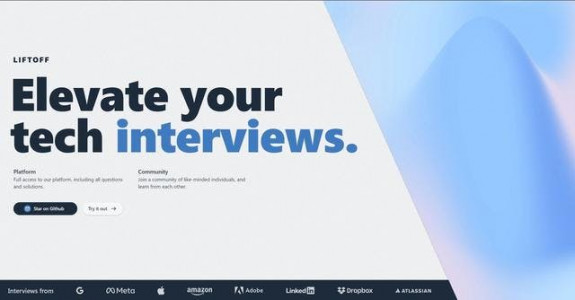 LIFTOFF
Elevate your
tech interviews.
Platform
Full access to our platform, including all questions
and solutions.
Community
Join a community of like-minded individuals, and
learn from each other.
Star on Github
Try it out →
Interviews from
G
Meta
amazon
Adobe
Linkedin
Dropbox
ATLASSIAN